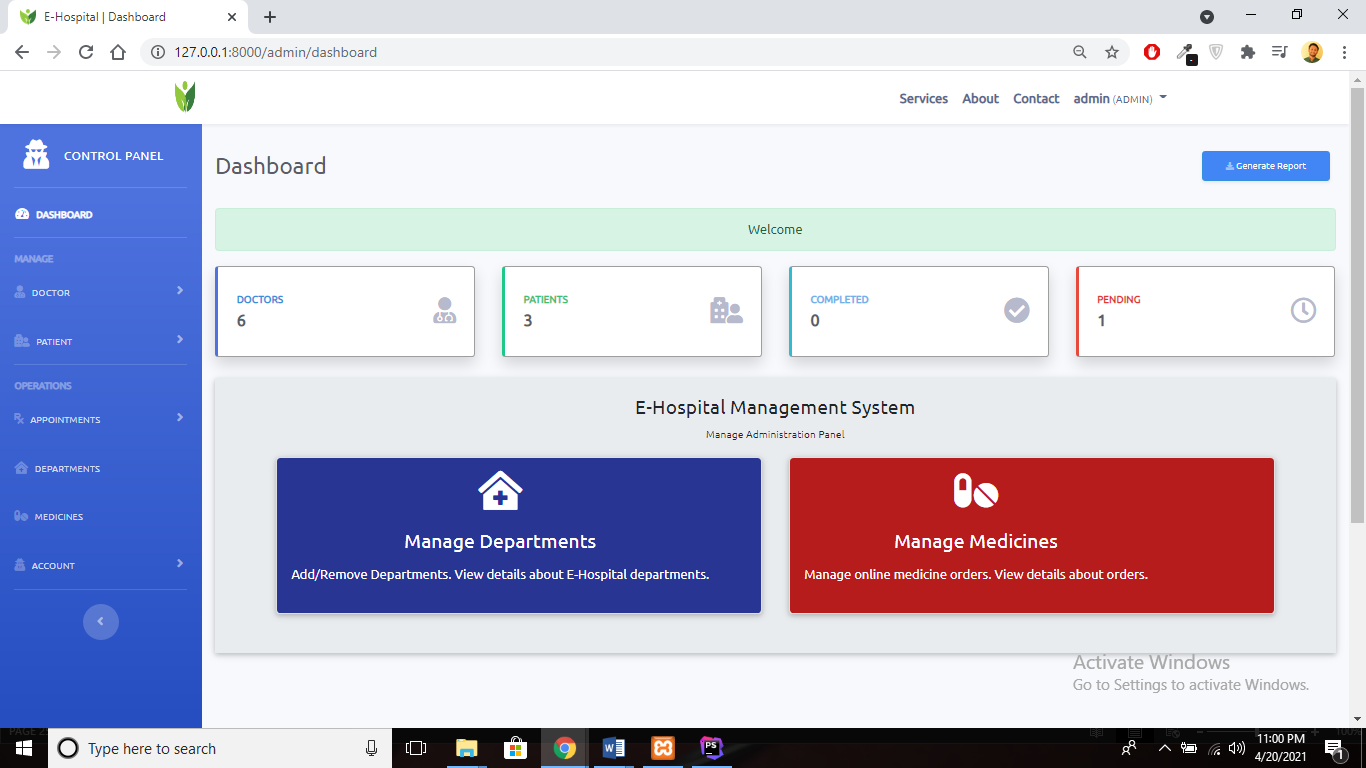 E-Hospital | Dashboard
127.0.0.1:8000/admin/dashboard
Services About Contact admin (ADMIN)
CONTROL PANEL
DASHBOARD
MANAGE
DOCTOR
PATIENT
OPERATIONS
APPOINTMENTS
DEPARTMENTS
MEDICINES
ACCOUNT
Dashboard
Generate Report
Welcome
DOCTORS
6
PATIENTS
3
COMPLETED
0
PENDING
1
E-Hospital Management System
Manage Administration Panel
Manage Departments
Add/Remove Departments. View details about E-Hospital departments.
Manage Medicines
Manage online medicine orders. View details about orders.
Activate Windows
Go to Settings to activate Windows.
Type here to search
W
PS
11:00 PM
4/20/2021
1